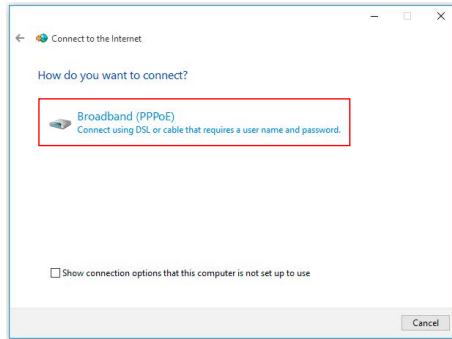 Connect to the Internet
How do you want to connect?
Broadband (PPPoE)
Connect using DSL or cable that requires a user name and password.
Show connection options that this computer is not set up to use
Cancel